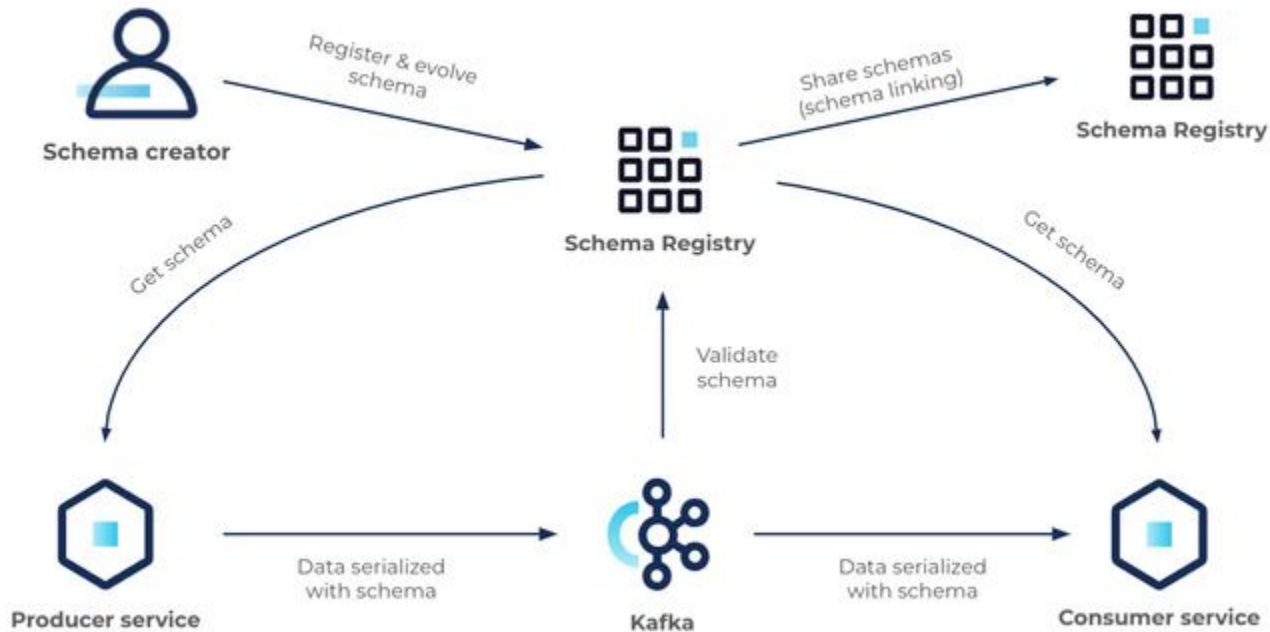 Register & evolve
schema
Share schemas
(schema linking)
Schema creator
Schema Registry
Schema Registry
Get schema
Get schema
Validate
schema
Data serialized
with schema
Data serialized
with schema
Producer service
Kafka
Consumer service